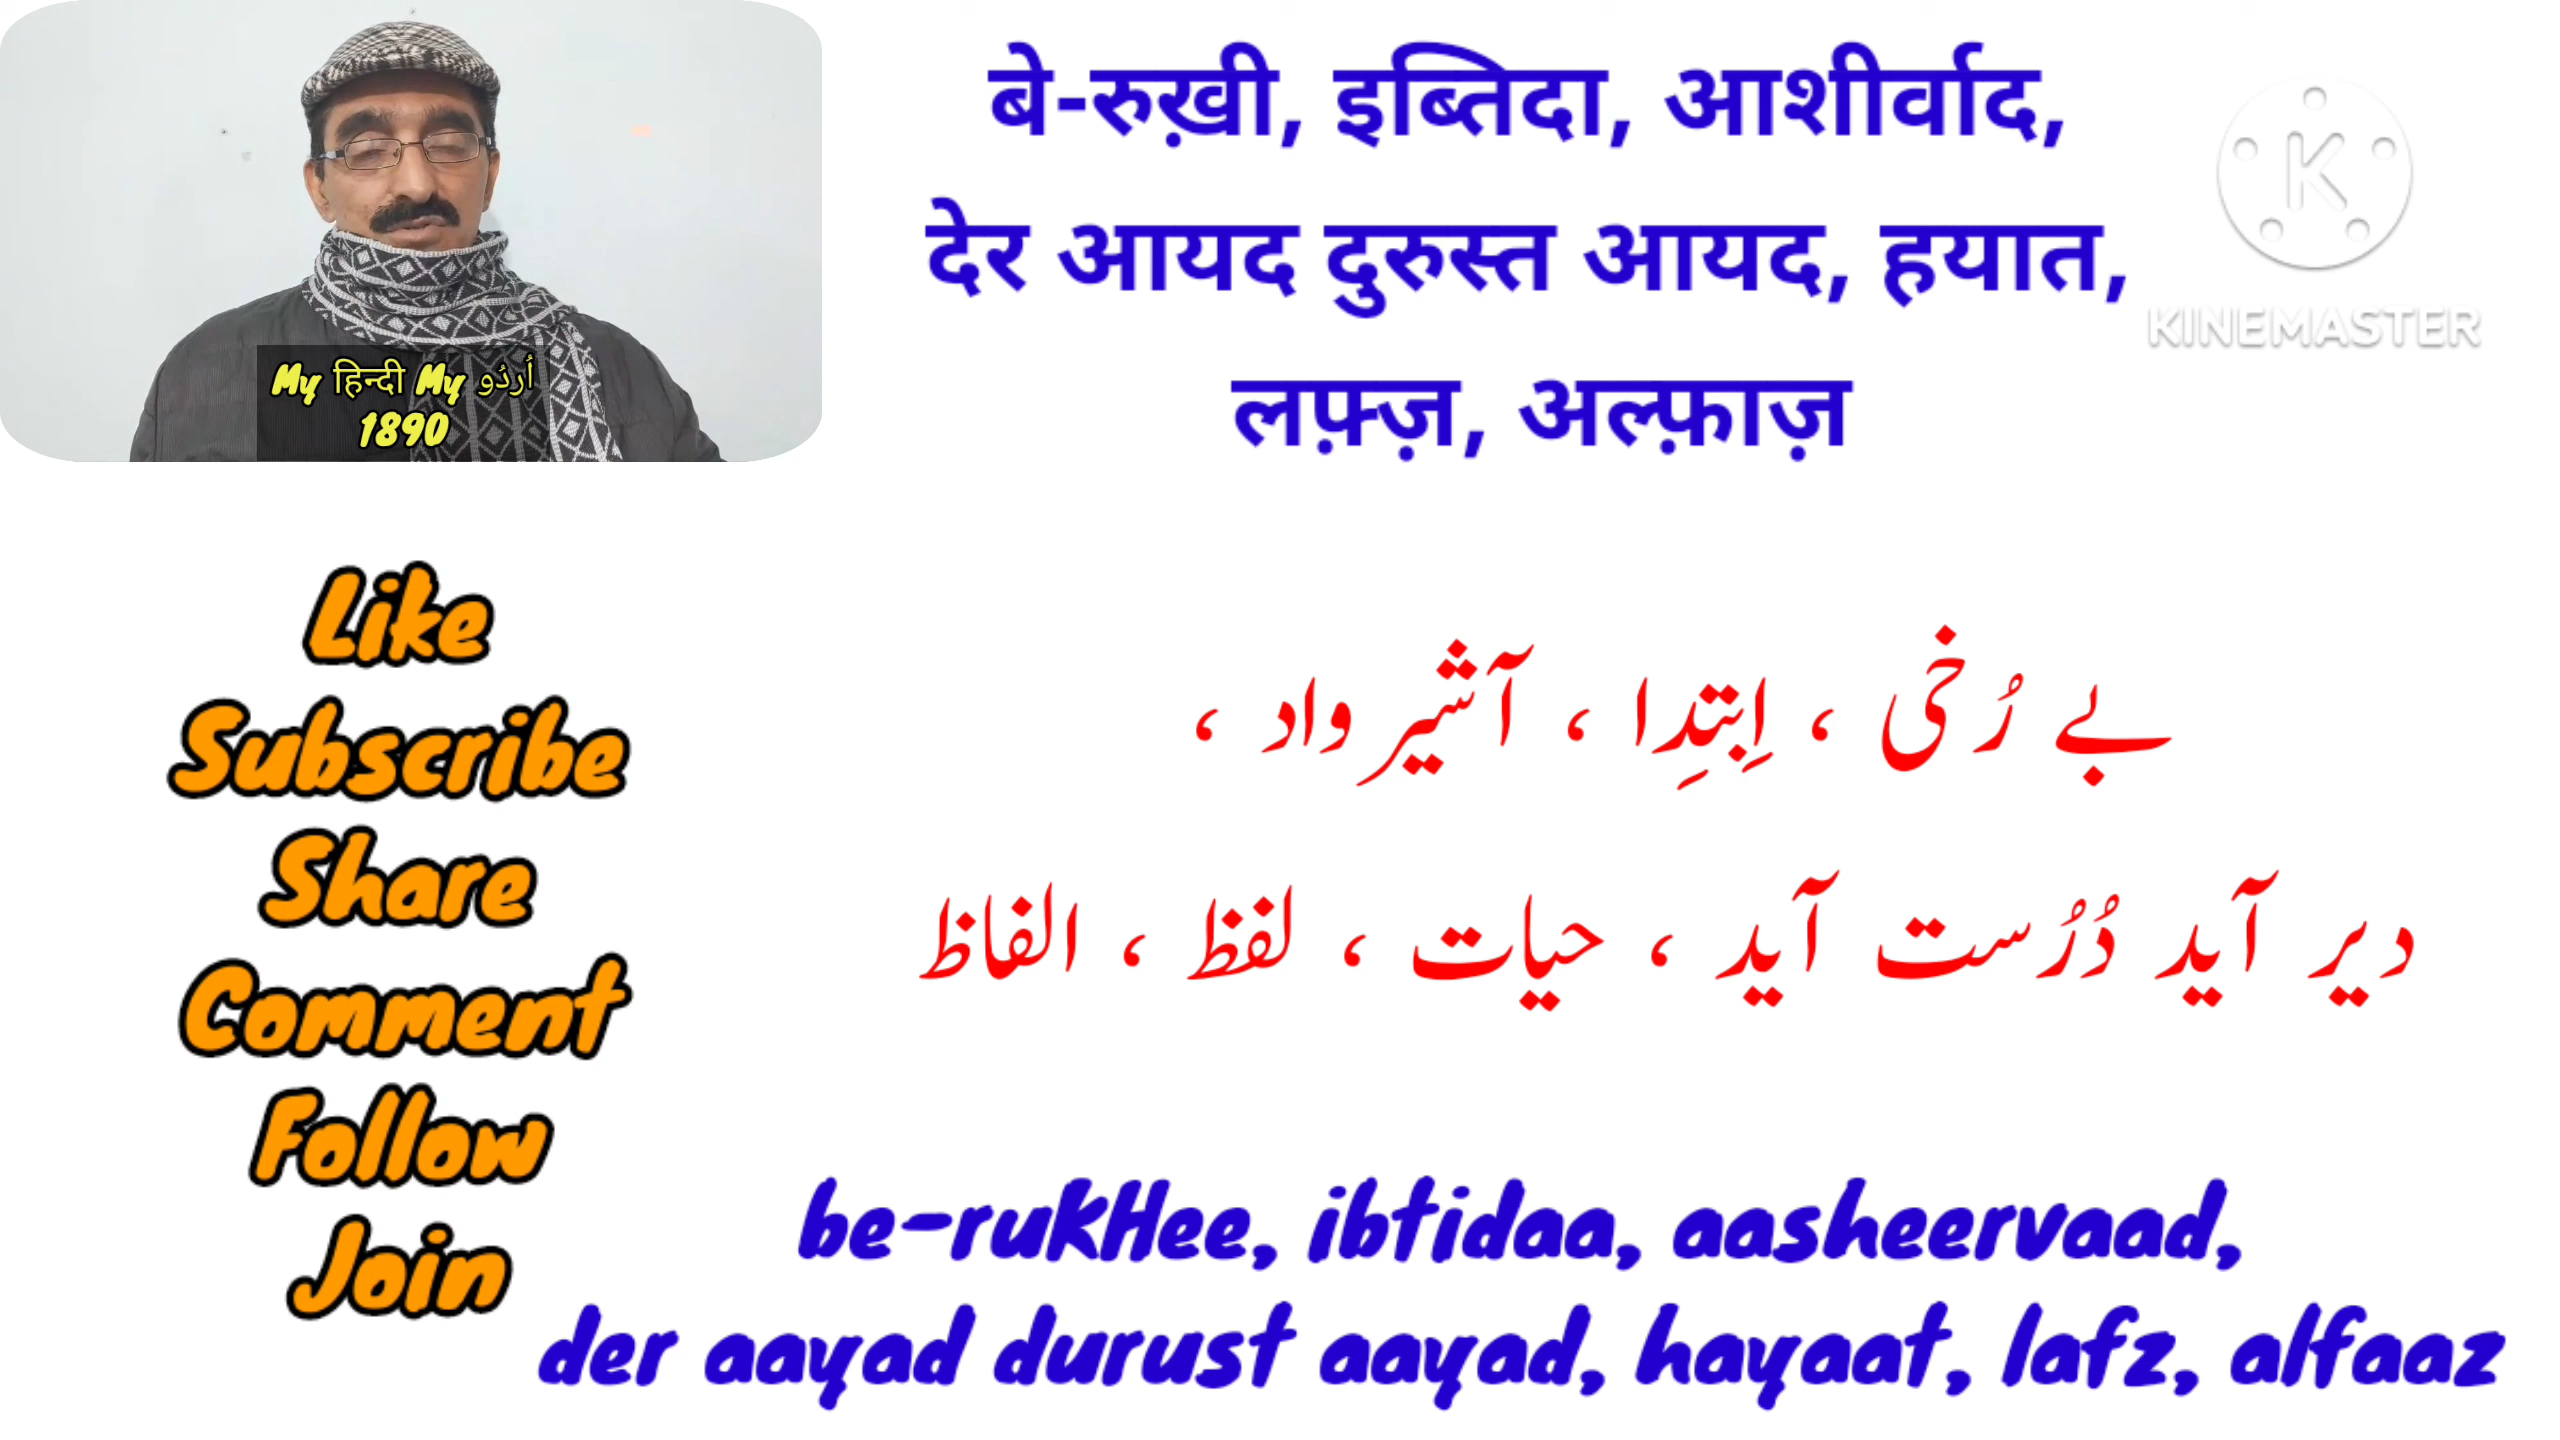 My हिन्दी My اُردُو
1890
बे-रुख़ी, इब्तिदा, आशीर्वाद,
देर आयद दुरुस्त आयद, हयात,
लफ़्ज़, अल्फ़ाज़
KINEMASTER
Like
Subscribe
Share
Comment
Follow
Join
بے رُخی ، اِبتدِا ، آشیر واد ،
دیر آید دُرُست آید ، حیات ، لفظ ، الفاظ
be-ruKHee, ibtidaa, aasheervaad,
der aayad durust aayad, hayaat, lafz, alfaaz